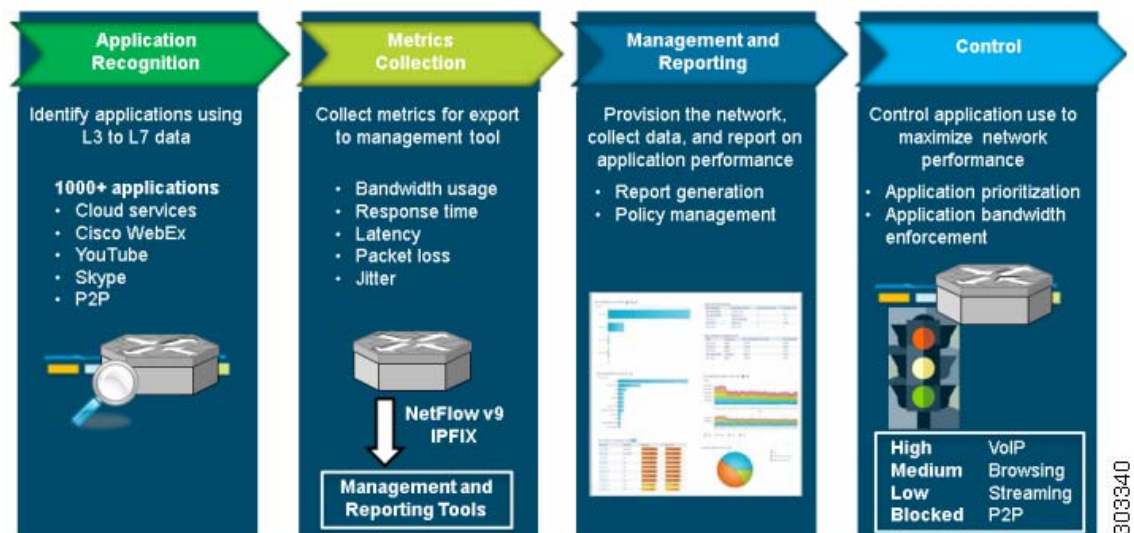 Application
Recognition
Identify applications using
L3 to L7 data
1000+ applications
• Cloud services
• Cisco WebEx
• YouTube
• Skype
• P2P
Metrics
Collection
Collect metrics for export
to management tool
• Bandwidth usage
• Response time
• Latency
• Packet loss
• Jitter
NetFlow v9
IPFIX
Management and
Reporting Tools
Management and
Reporting
Provision the network,
collect data, and report on
application performance
• Report generation
• Policy management
Control
Control application use to
maximize network
performance
• Application prioritization
• Application bandwidth
enforcement
High VoIP
Medium Browsing
Low Streaming
Blocked P2P
303340